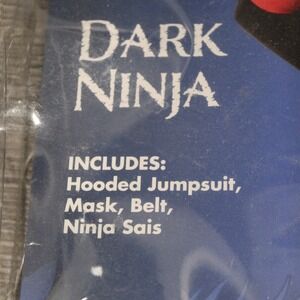 DARK
NINJA
INCLUDES:
Hooded Jumpsuit,
Mask, Belt,
Ninja Sais